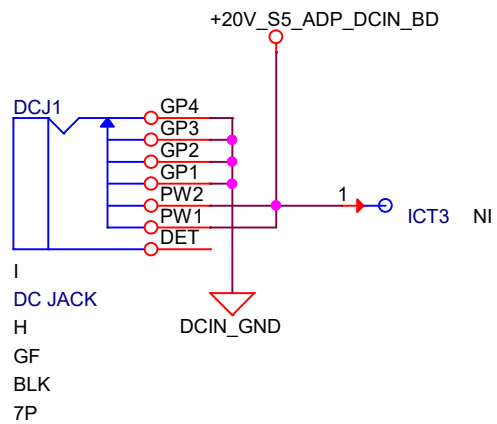 +20V_S5_ADP_DCIN_BD
DCJ1
GP4
GP3
GP2
GP1
PW2
PW1
DET
1
ICT3 NI
I
DC JACK
H
GF
BLK
7P
DCIN_GND